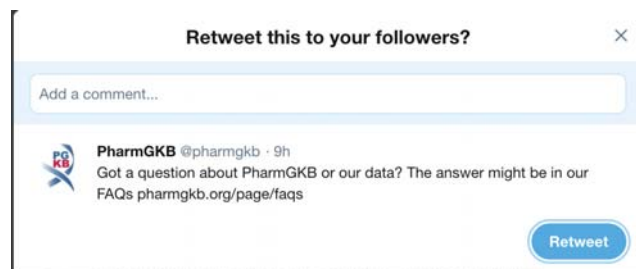 Retweet this to your followers?
Add a comment...
PG
KB
PharmGKB @pharmgkb · 9h
Got a question about PharmGKB or our data? The answer might be in our
FAQs pharmgkb.org/page/faqs
Retweet